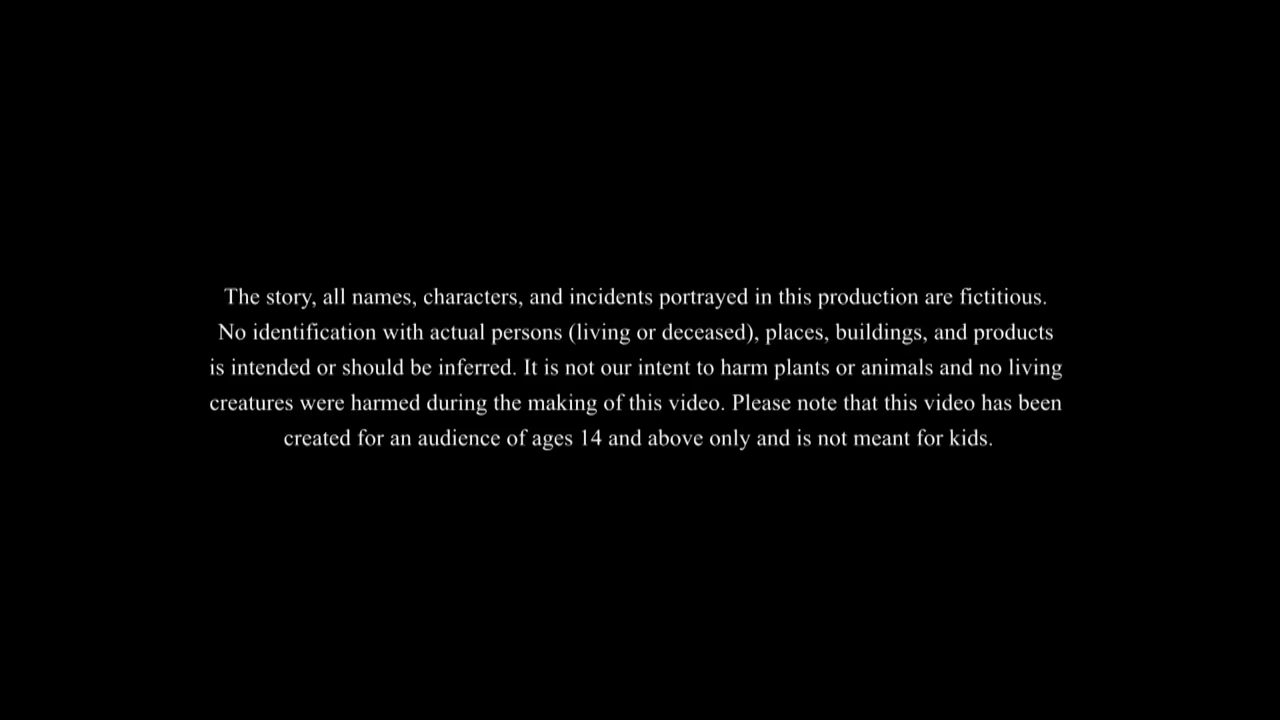 The story, all names, characters, and incidents portrayed in this production are fictitious.
No identification with actual persons (living or deceased), places, buildings, and products
is intended or should be inferred. It is not our intent to harm plants or animals and no living
creatures were harmed during the making of this video. Please note that this video has been
created for an audience of ages 14 and above only and is not meant for kids.